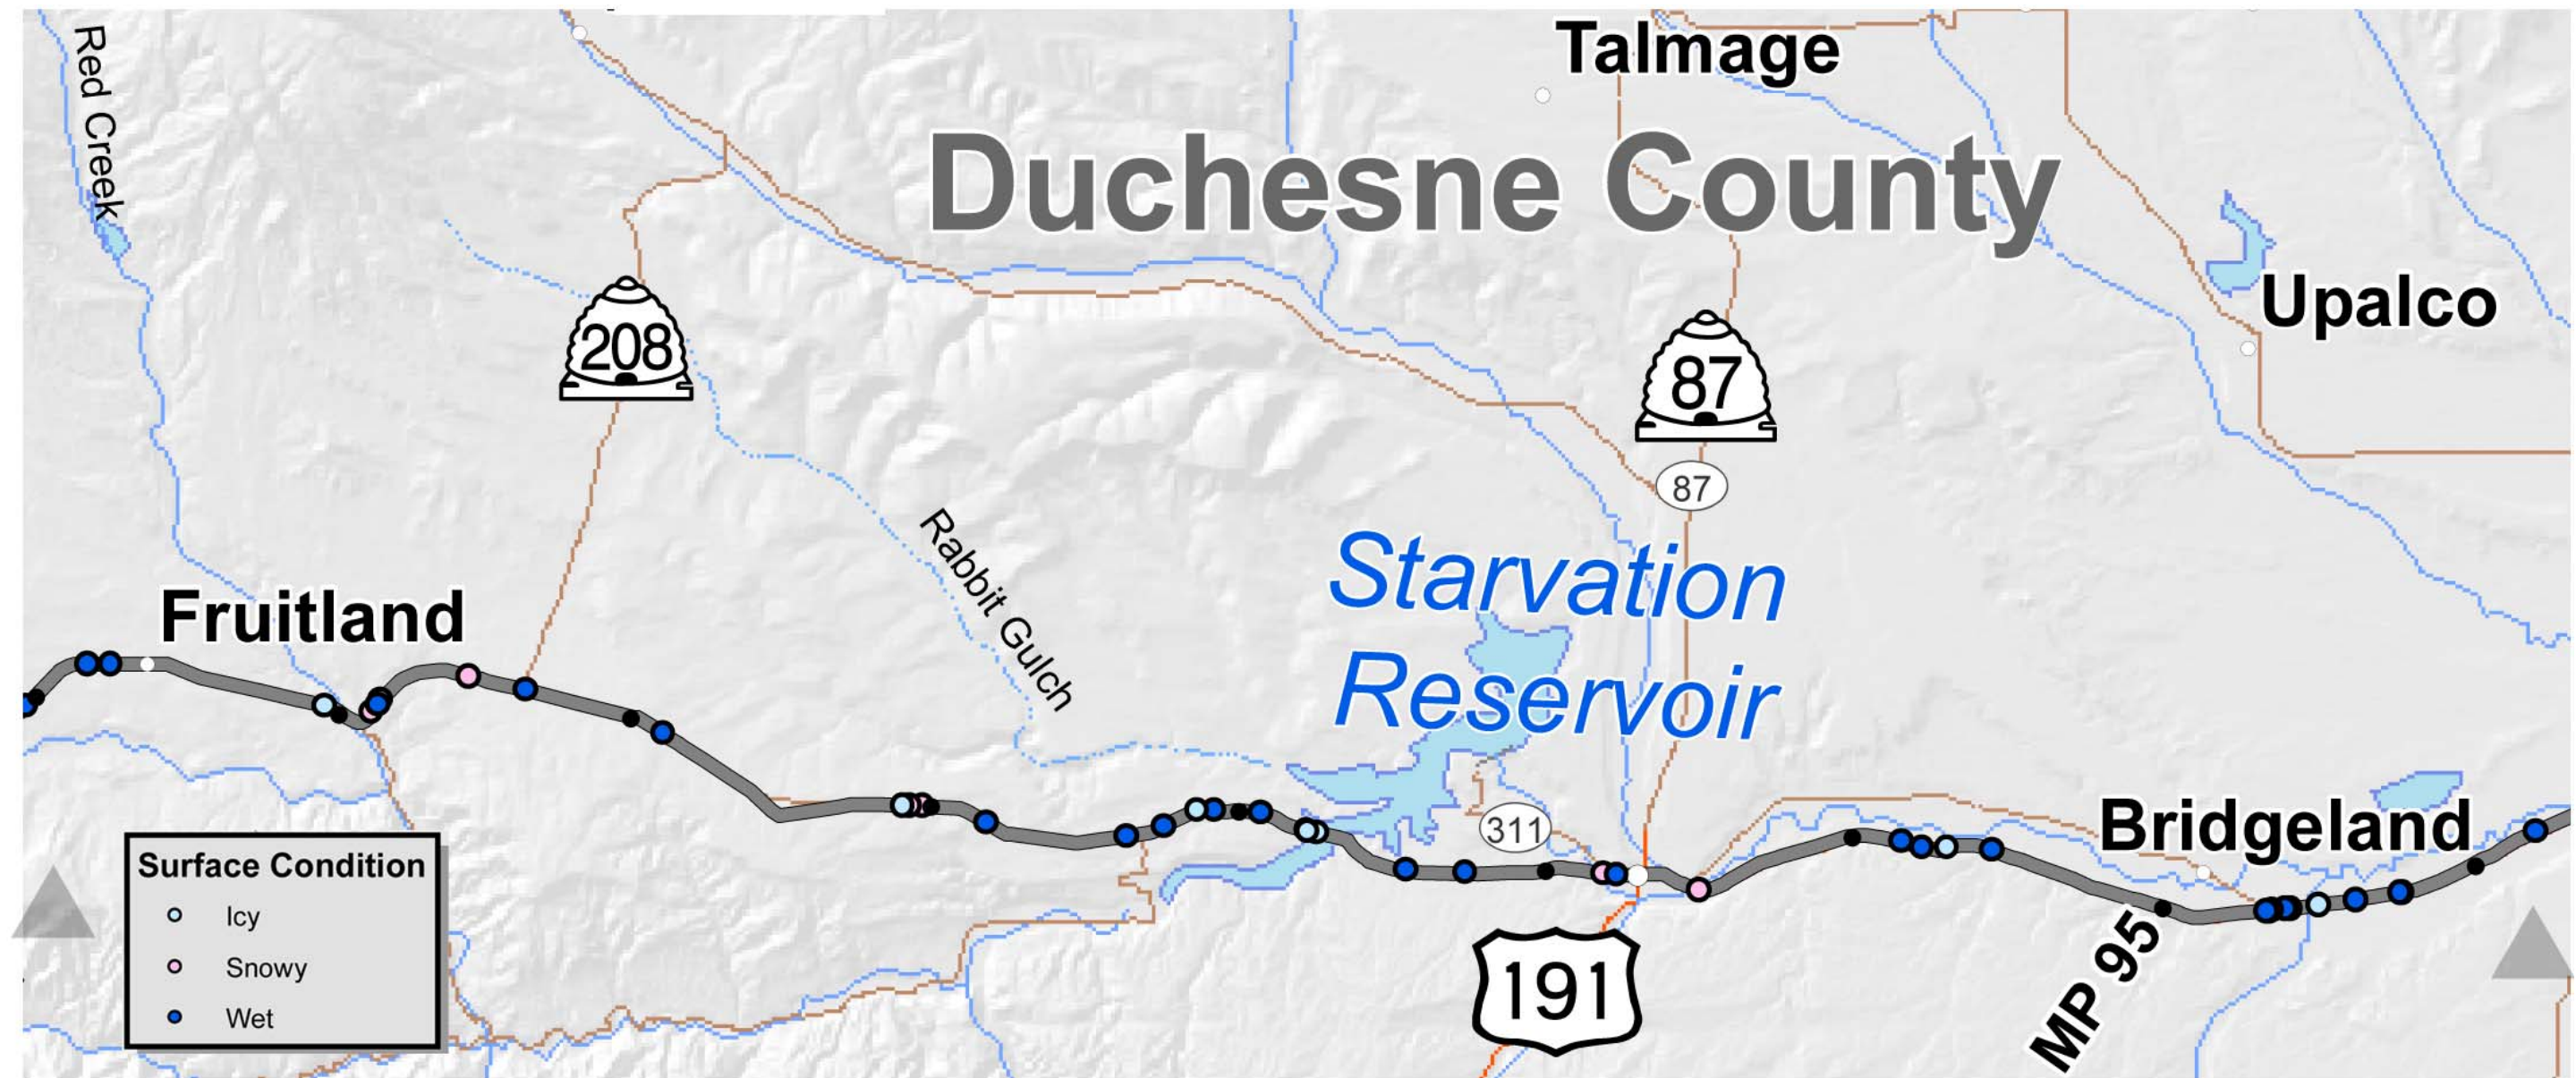 Red Creek
Talmage
Duchesne County
208
Upalco
87
87
Rabbit Gulch
Starvation
Reservoir
Fruitland
311
Bridgeland
Surface Condition
Icy
Snowy
Wet
191
MP 95